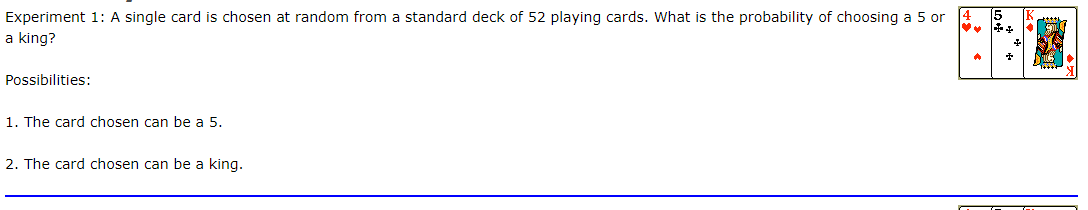 Experiment 1: A single card is chosen at random from a standard deck of 52 playing cards. What is the probability of choosing a 5 or
a king?
Possibilities:
1. The card chosen can be a 5.
2. The card chosen can be a king.
4 5 K
K